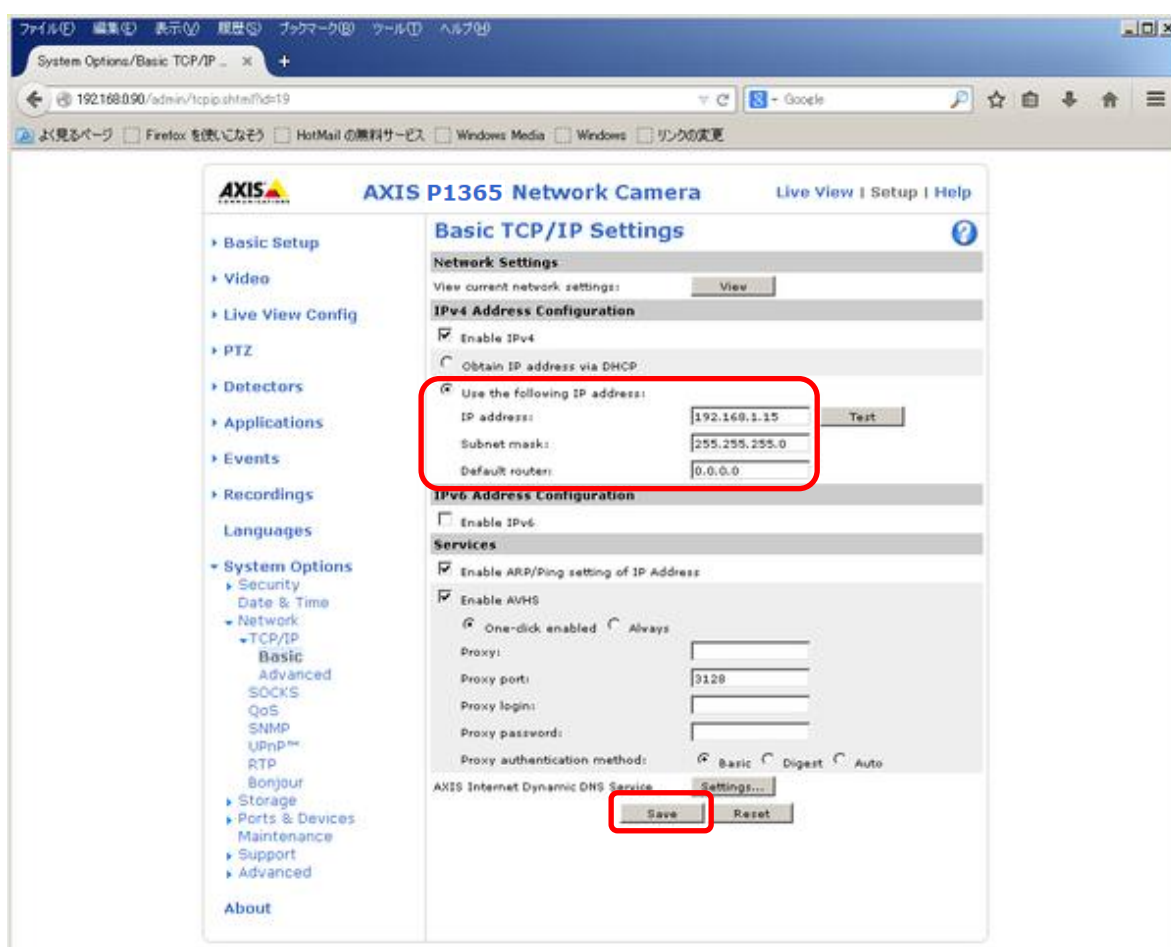 ファイル(F) 編集(E) 表示(V) 履歴(S) ブックマーク(B) ツール(T) ヘルプ(H)
System Options/Basic TCP/IP ... × +
192.168.0.90/admin/tcpip.shtml?id=19 Google
よく見るページ Firefox を使いこなそう HotMail の無料サービス Windows Media Windows リンクの変更
AXIS COMMUNICATIONS
AXIS P1365 Network Camera
Live View | Setup | Help
Basic Setup
Video
Live View Config
PTZ
Detectors
Applications
Events
Recordings
Languages
System Options
Security
Date & Time
Network
TCP/IP
Basic
Advanced
SOCKS
QoS
SNMP
UPnP™
RTP
Bonjour
Storage
Ports & Devices
Maintenance
Support
Advanced
About
Basic TCP/IP Settings ?
Network Settings
View current network settings: View
IPv4 Address Configuration
Enable IPv4
Obtain IP address via DHCP
Use the following IP address:
IP address: 192.168.1.15 Test
Subnet mask: 255.255.255.0
Default router: 0.0.0.0
IPv6 Address Configuration
Enable IPv6
Services
Enable ARP/Ping setting of IP Address
Enable AVHS
One-click enabled Always
Proxy:
Proxy port: 3128
Proxy login:
Proxy password:
Proxy authentication method: Basic Digest Auto
AXIS Internet Dynamic DNS Service Settings...
Save Reset